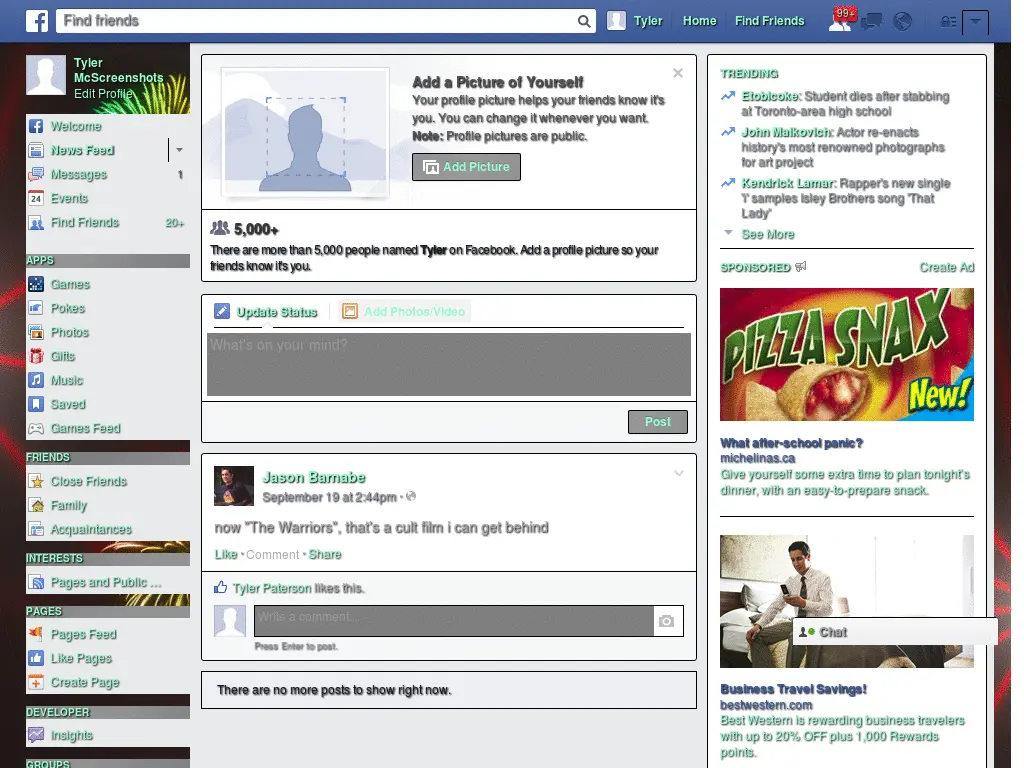 Find friends
Tyler
Home
Find Friends
99+
Tyler
McScreenshots
Edit Profile
Welcome
News Feed
Messages 1
24 Events
Find Friends 20+
APPS
Games
Pokes
Photos
Gifts
Music
Saved
Games Feed
FRIENDS
Close Friends
Family
Acquaintances
INTERESTS
Pages and Public ...
PAGES
Pages Feed
Like Pages
Create Page
DEVELOPER
Insights
GROUPS
Add a Picture of Yourself
Your profile picture helps your friends know it's
you. You can change it whenever you want.
Note: Profile pictures are public.
Add Picture
5,000+
There are more than 5,000 people named Tyler on Facebook. Add a profile picture so your
friends know it's you.
Update Status
Add Photos/Video
What's on your mind?
Post
Jason Barnabe
September 19 at 2:44pm ·
now "The Warriors", that's a cult film i can get behind
Like · Comment · Share
Tyler Paterson likes this.
Write a comment...
Press Enter to post.
There are no more posts to show right now.
TRENDING
Etobicoke: Student dies after stabbing
at Toronto-area high school
John Malkovich: Actor re-enacts
history's most renowned photographs
for art project
Kendrick Lamar: Rapper's new single
'i' samples Isley Brothers song 'That
Lady'
See More
SPONSORED
Create Ad
PIZZA SNAX
New!
What after-school panic?
michelinas.ca
Give yourself some extra time to plan tonight's
dinner, with an easy-to-prepare snack.
Chat
Business Travel Savings!
bestwestern.com
Best Western is rewarding business travelers
with up to 20% OFF plus 1,000 Rewards
points.